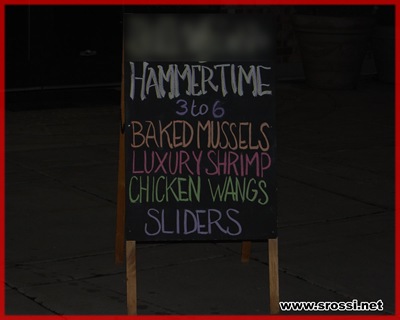 HAMMERTIME
3 to 6
BAKED MUSSELS
LUXURY SHRIMP
CHICKEN WANGS
SLIDERS
www.srossi.net